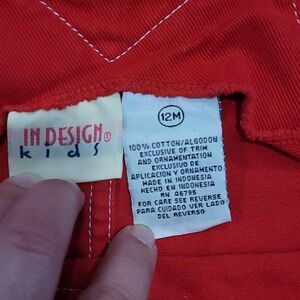 IN DESIGN®
kids
12M
100% COTTON/ALGODON
EXCLUSIVE OF TRIM
AND ORNAMENTATION
EXCLUSIVO DE
APLICACION Y ORNAMENTO
MADE IN INDONESIA
HECHO EN INDONESIA
RN 46795
FOR CARE SEE REVERSE
PARA CUIDADO VER LADO
DEL REVERSO